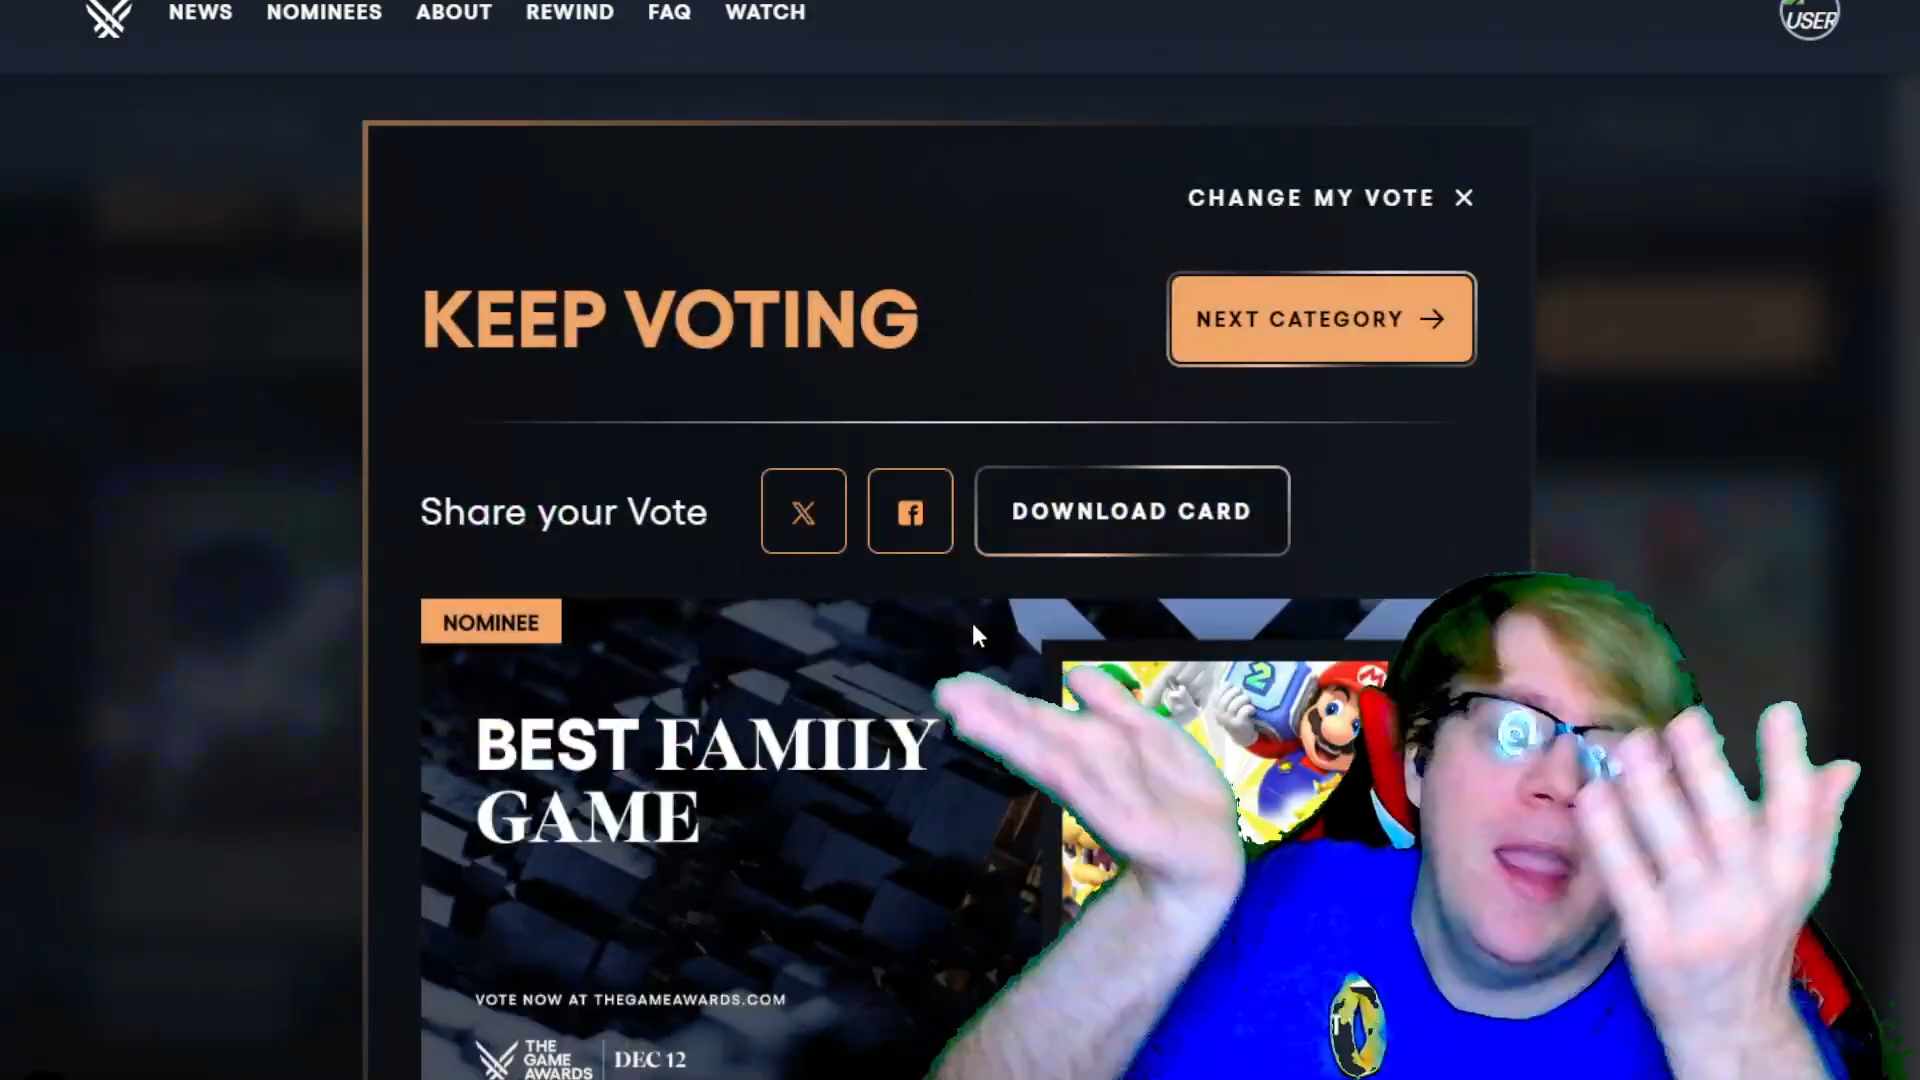 NEWS NOMINEES ABOUT REWIND FAQ WATCH
USER
CHANGE MY VOTE
KEEP VOTING
NEXT CATEGORY
Share your Vote
DOWNLOAD CARD
NOMINEE
2
M
BEST FAMILY
GAME
VOTE NOW AT THEGAMEAWARDS.COM
THE
GAME
AWARDS
DEC 12